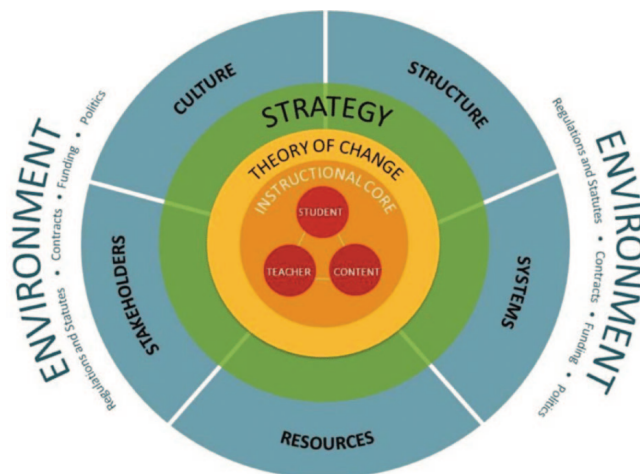 ENVIRONMENT
Regulations and Statutes • Contracts • Funding • Politics
CULTURE
STRUCTURE
STRATEGY
THEORY OF CHANGE
INSTRUCTIONAL CORE
STUDENT
TEACHER
CONTENT
STAKEHOLDERS
SYSTEMS
RESOURCES
ENVIRONMENT
Regulations and Statutes • Contracts • Funding • Politics